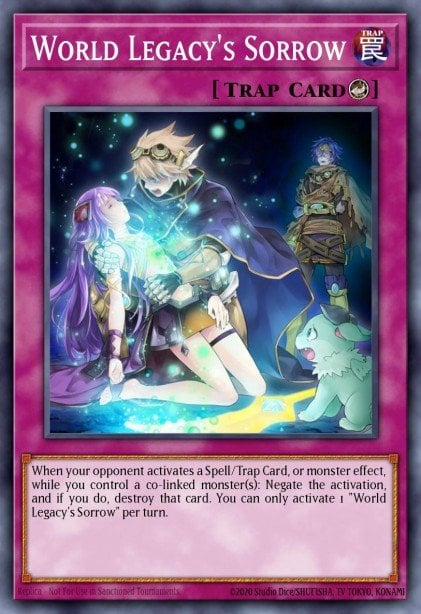 World Legacy's Sorrow
TRAP
罠
[Trap Card]
When your opponent activates a Spell/Trap Card, or monster effect,
while you control a co-linked monster(s): Negate the activation,
and if you do, destroy that card. You can only activate 1 "World
Legacy's Sorrow" per turn.
Replica - Not For Use in Sanctioned Tournaments
©2020 Studio Dice/SHUEISHA, TV TOKYO, KONAMI